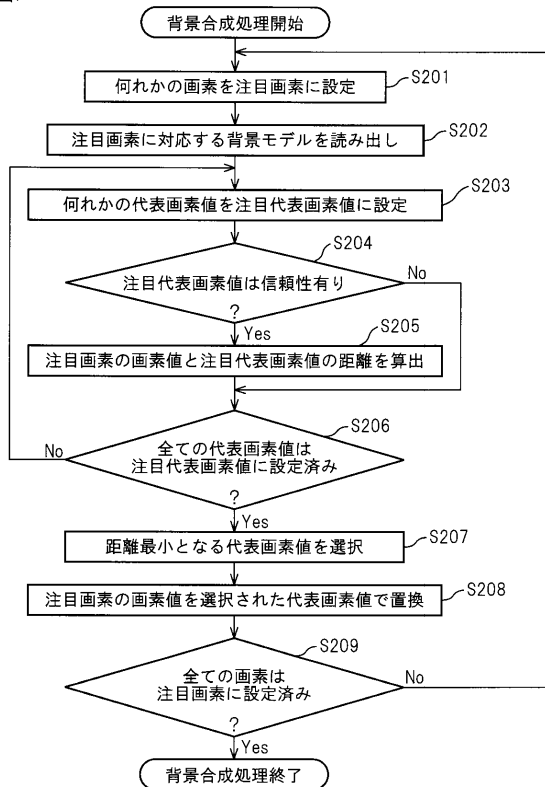 背景合成処理開始
何れかの画素を注目画素に設定
S201
注目画素に対応する背景モデルを読み出し
S202
何れかの代表画素値を注目代表画素値に設定
S203
S204
注目代表画素値は信頼性有り
?
No
Yes
S205
注目画素の画素値と注目代表画素値の距離を算出
S206
全ての代表画素値は
注目代表画素値に設定済み
?
No
Yes
距離最小となる代表画素値を選択
S207
注目画素の画素値を選択された代表画素値で置換
S208
S209
全ての画素は
注目画素に設定済み
?
No
Yes
背景合成処理終了